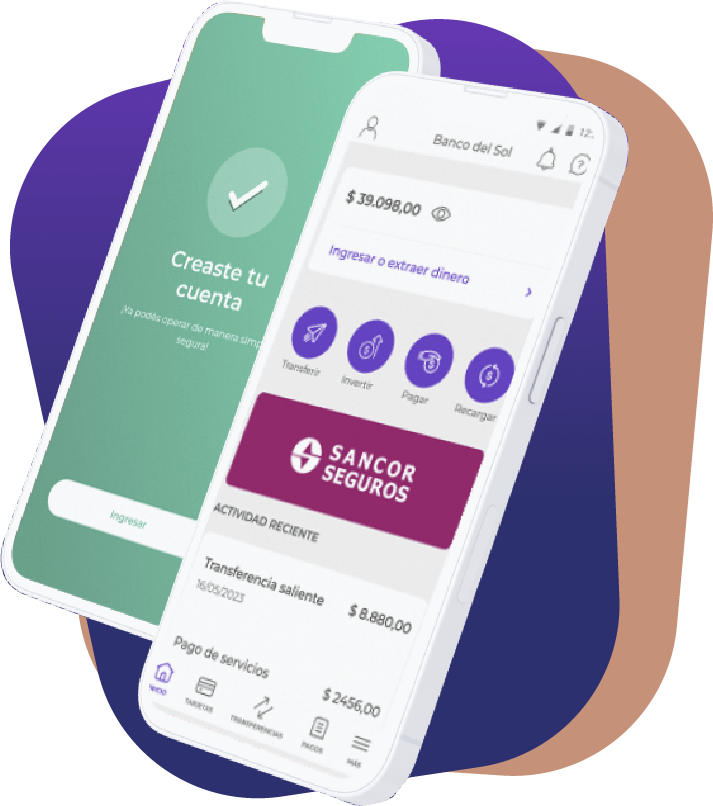 Creaste tu
cuenta
¡Ya podés operar de manera simp
segura!
Ingresar
12:
Banco del Sol
$ 39.098,00
Ingresar o extraer dinero
Transferir
Invertir
Pagar
Recargar
SANCOR
SEGUROS
ACTIVIDAD RECIENTE
Transferencia saliente
16/05/2023
$ 8.880,00
Pago de servicios
$ 2456,00
INICIO
TARJETAS
TRANSFERENCIAS
PAGOS
MÁS